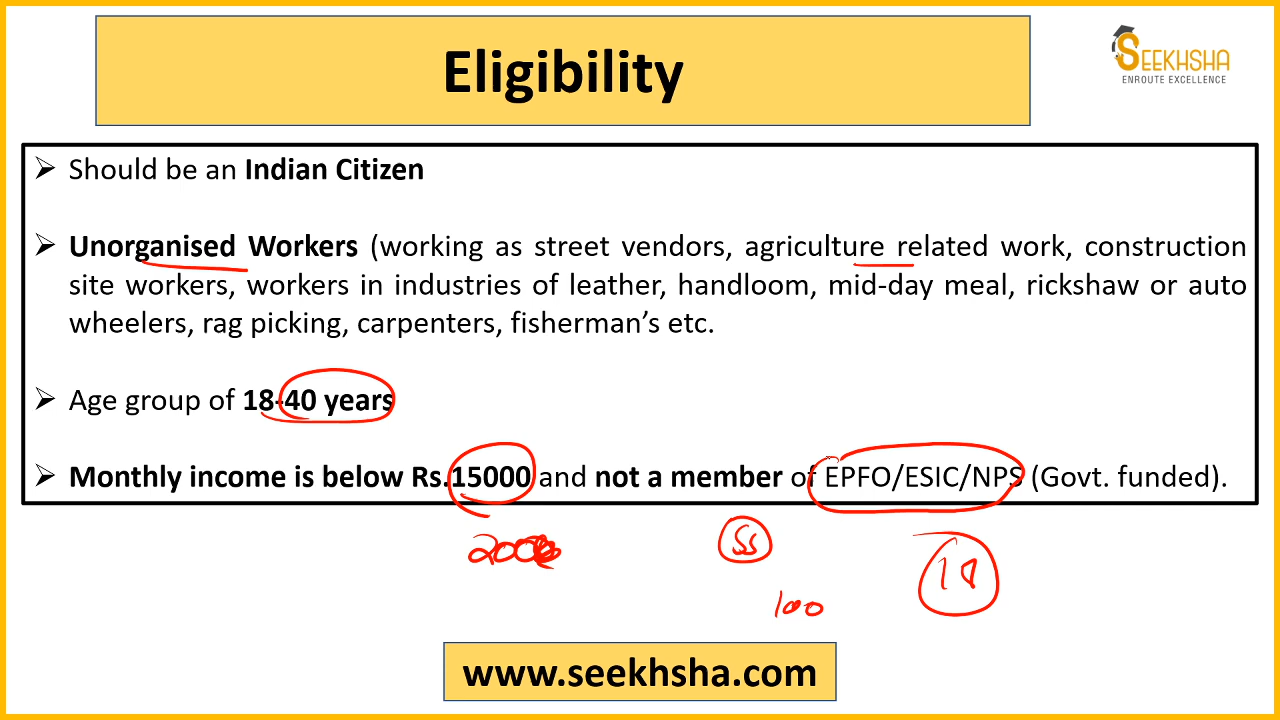 Eligibility
SEEKHSHA
ENROUTE EXCELLENCE
➢ Should be an Indian Citizen
➢ Unorganised Workers (working as street vendors, agriculture related work, construction
site workers, workers in industries of leather, handloom, mid-day meal, rickshaw or auto
wheelers, rag picking, carpenters, fisherman's etc.
➢ Age group of 18-40 years
➢ Monthly income is below Rs.15000 and not a member of EPFO/ESIC/NPS (Govt. funded).
SS
100
www.seekhsha.com